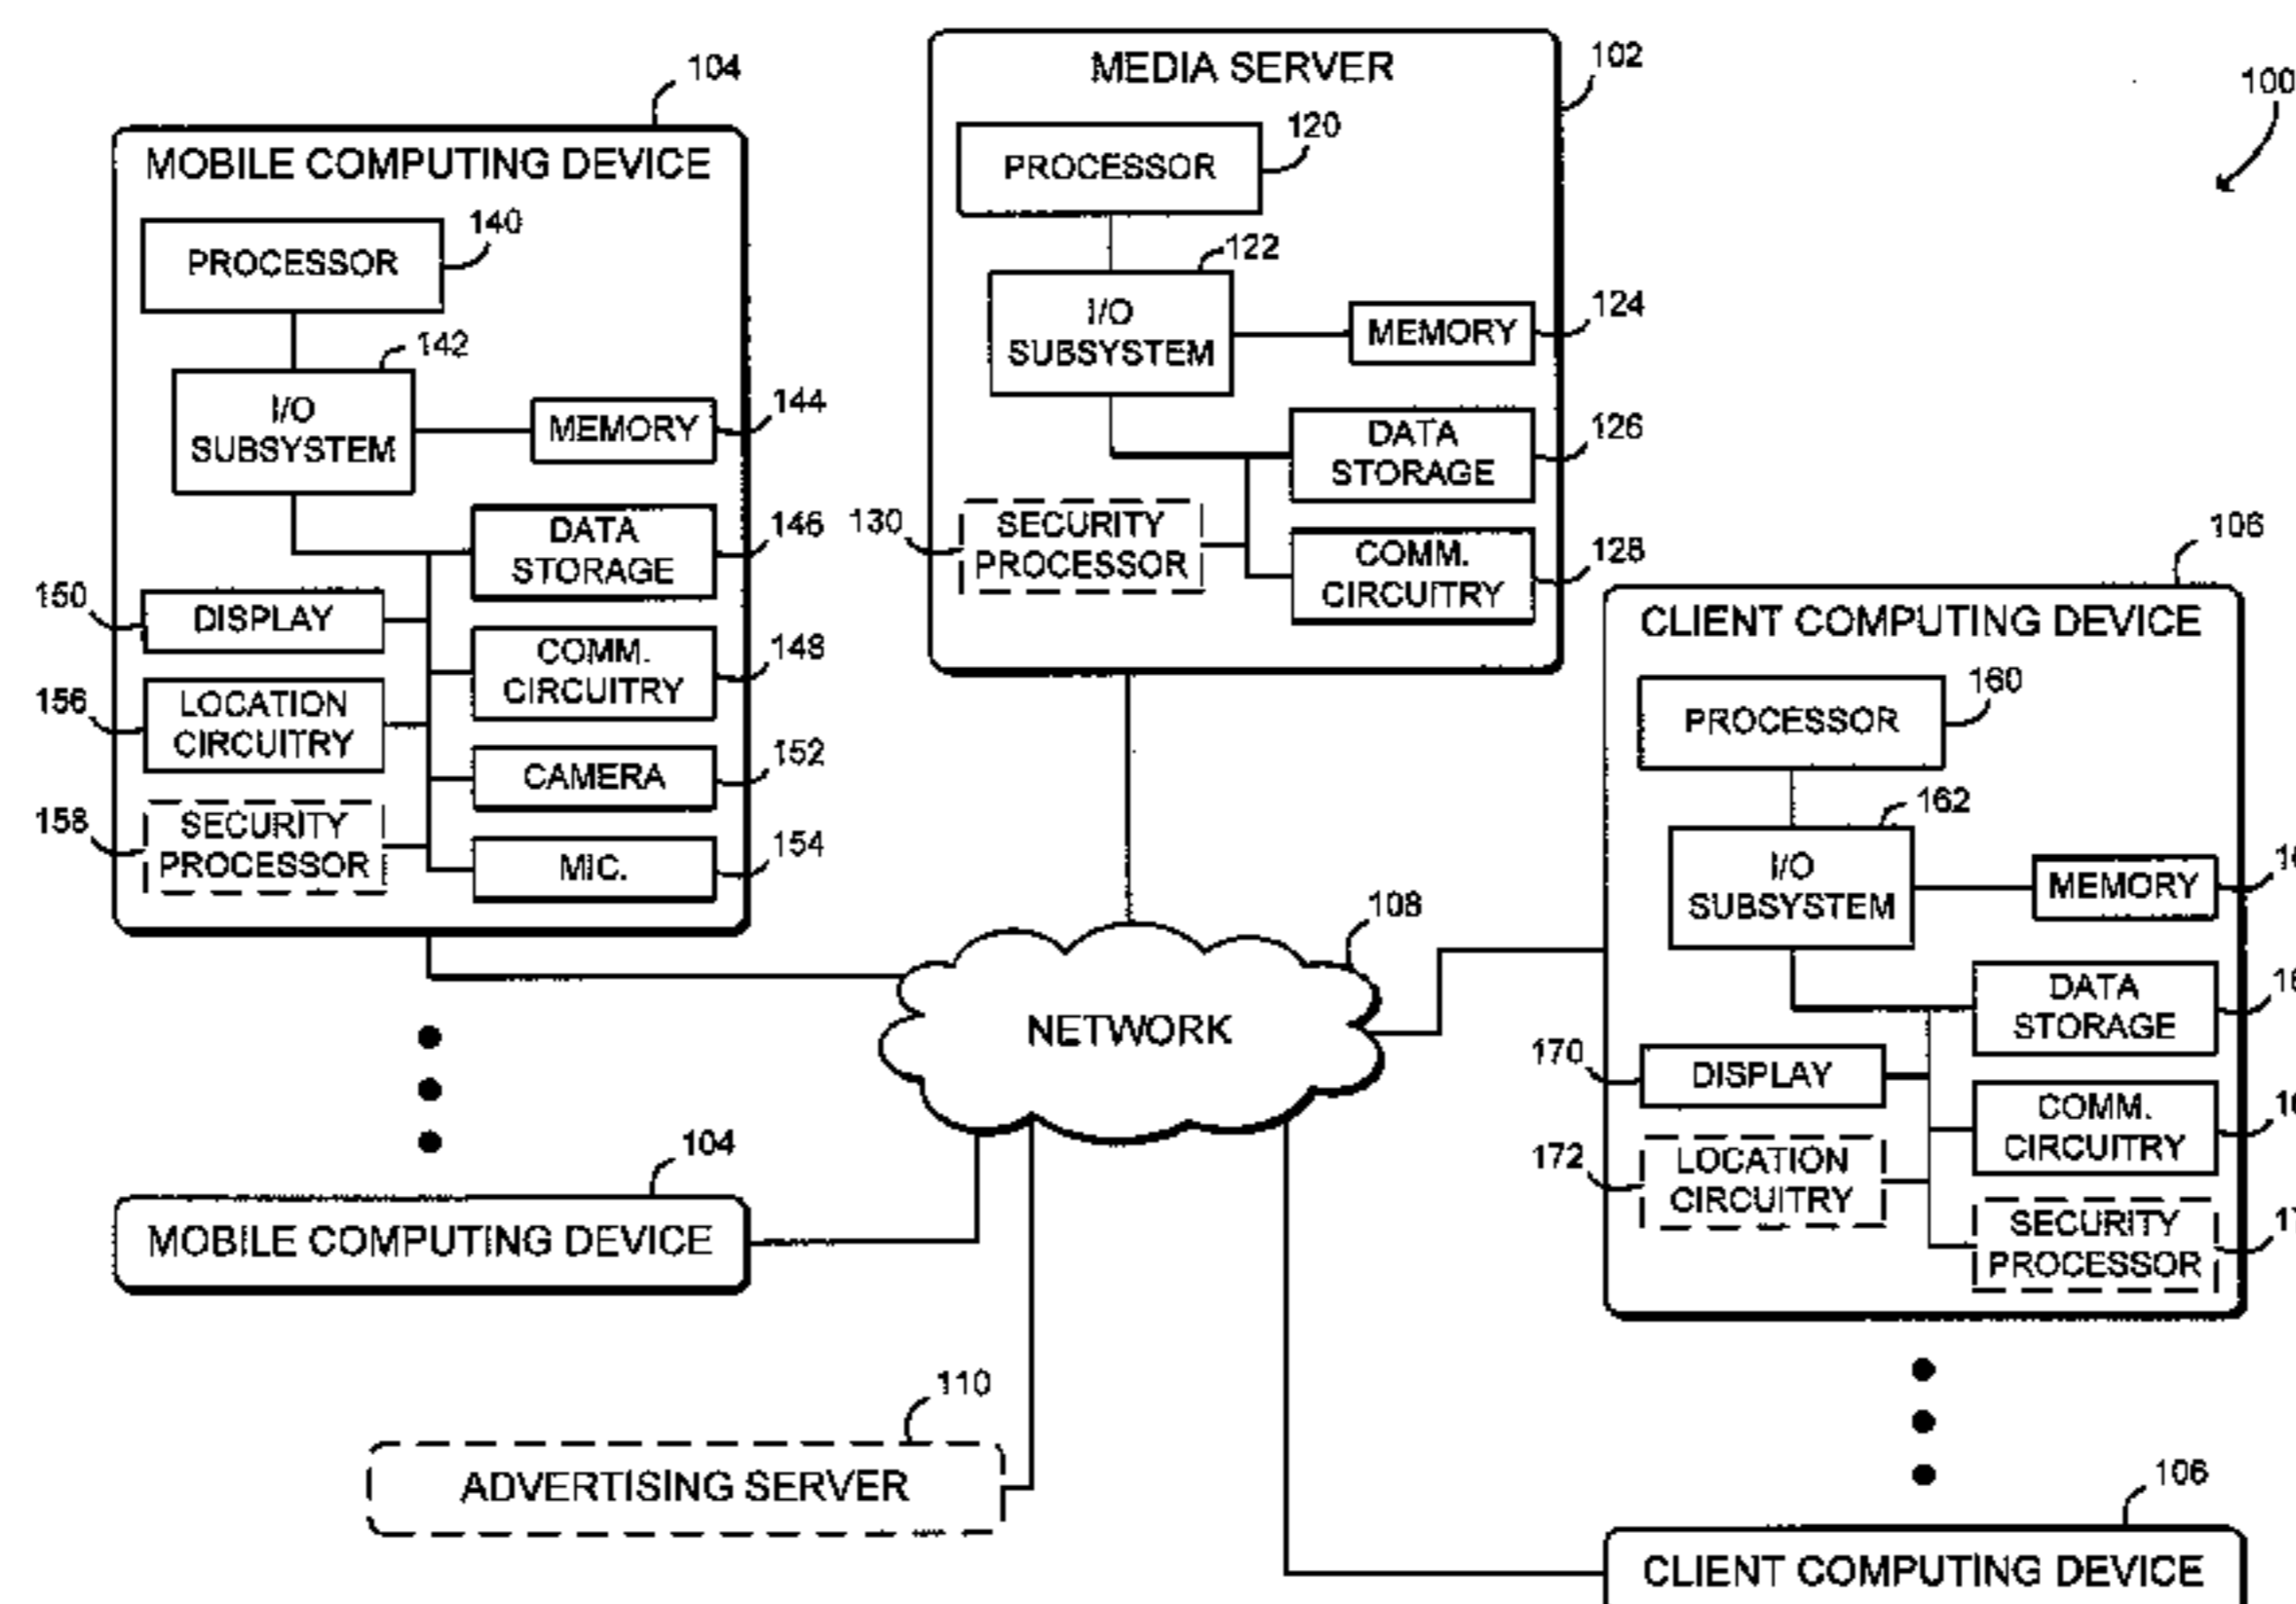 104
MOBILE COMPUTING DEVICE
140
PROCESSOR
142
I/O
SUBSYSTEM
MEMORY
144
DATA
STORAGE
146
150
DISPLAY
COMM.
CIRCUITRY
148
156
LOCATION
CIRCUITRY
CAMERA
152
158
SECURITY
PROCESSOR
MIC.
154
MEDIA SERVER
102
120
PROCESSOR
122
I/O
SUBSYSTEM
MEMORY
124
DATA
STORAGE
126
130
SECURITY
PROCESSOR
COMM.
CIRCUITRY
128
100
106
CLIENT COMPUTING DEVICE
160
PROCESSOR
162
I/O
SUBSYSTEM
MEMORY
DATA
STORAGE
170
DISPLAY
COMM.
CIRCUITRY
172
LOCATION
CIRCUITRY
SECURITY
PROCESSOR
108
NETWORK
104
MOBILE COMPUTING DEVICE
110
ADVERTISING SERVER
106
CLIENT COMPUTING DEVICE